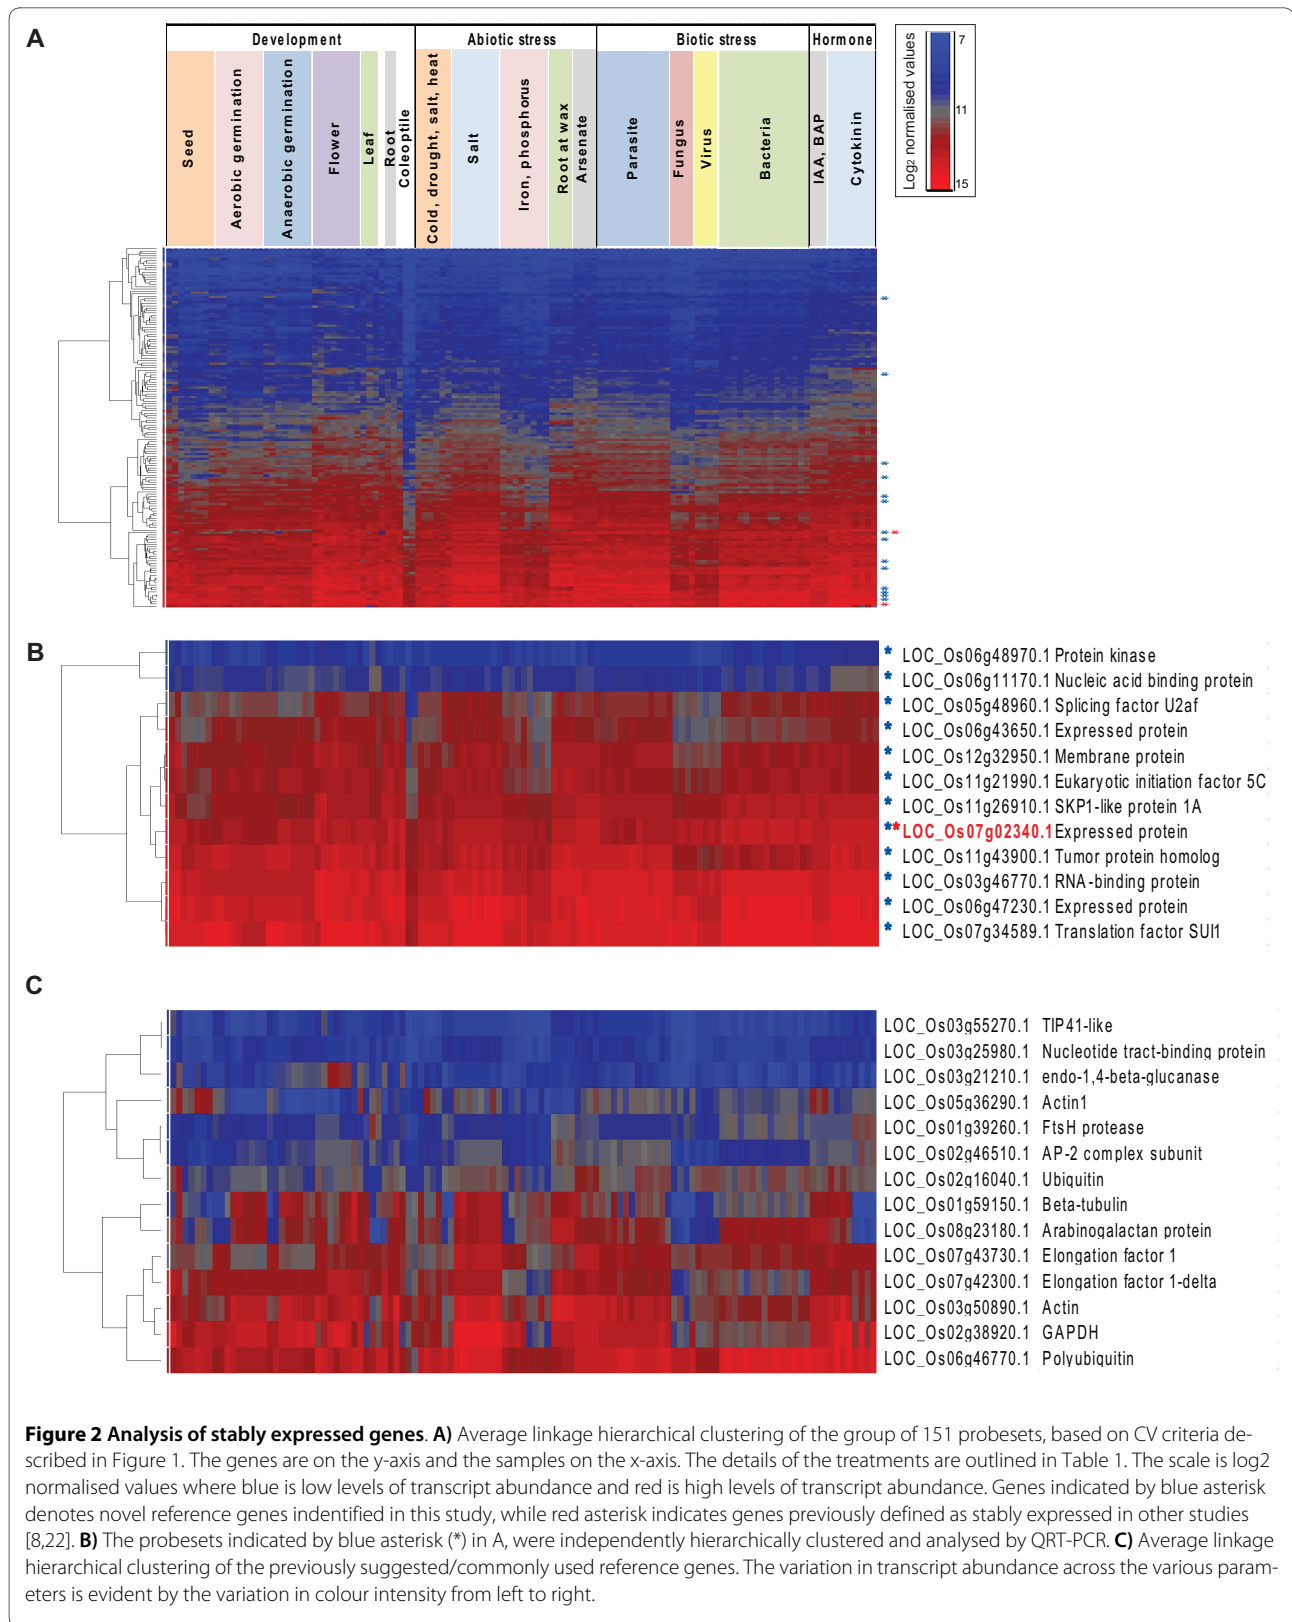 A
Development
Abiotic stress
Biotic stress
Hormone
Seed
Aerobic germination
Anaerobic germination
Flower
Leaf
Root
Coleoptile
Cold, drought, salt, heat
Salt
Iron, phosphorus
Root at wax
Arsenate
Parasite
Fungus
Virus
Bacteria
IAA, BAP
Cytokinin
Log2 normalised values
7
11
15
B
* LOC_Os06g48970.1 Protein kinase
* LOC_Os06g11170.1 Nucleic acid binding protein
* LOC_Os05g48960.1 Splicing factor U2af
* LOC_Os06g43650.1 Expressed protein
* LOC_Os12g32950.1 Membrane protein
* LOC_Os11g21990.1 Eukaryotic initiation factor 5C
* LOC_Os11g26910.1 SKP1-like protein 1A
** LOC_Os07g02340.1 Expressed protein
* LOC_Os11g43900.1 Tumor protein homolog
* LOC_Os03g46770.1 RNA-binding protein
* LOC_Os06g47230.1 Expressed protein
* LOC_Os07g34589.1 Translation factor SUI1
C
LOC_Os03g55270.1 TIP41-like
LOC_Os03g25980.1 Nucleotide tract-binding protein
LOC_Os03g21210.1 endo-1,4-beta-glucanase
LOC_Os05g36290.1 Actin1
LOC_Os01g39260.1 FtsH protease
LOC_Os02g46510.1 AP-2 complex subunit
LOC_Os02g16040.1 Ubiquitin
LOC_Os01g59150.1 Beta-tubulin
LOC_Os08g23180.1 Arabinogalactan protein
LOC_Os07g43730.1 Elongation factor 1
LOC_Os07g42300.1 Elongation factor 1-delta
LOC_Os03g50890.1 Actin
LOC_Os02g38920.1 GAPDH
LOC_Os06g46770.1 Polyubiquitin
Figure 2 Analysis of stably expressed genes. A) Average linkage hierarchical clustering of the group of 151 probesets, based on CV criteria de-
scribed in Figure 1. The genes are on the y-axis and the samples on the x-axis. The details of the treatments are outlined in Table 1. The scale is log2
normalised values where blue is low levels of transcript abundance and red is high levels of transcript abundance. Genes indicated by blue asterisk
denotes novel reference genes indentified in this study, while red asterisk indicates genes previously defined as stably expressed in other studies
[8,22]. B) The probesets indicated by blue asterisk (*) in A, were independently hierarchically clustered and analysed by QRT-PCR. C) Average linkage
hierarchical clustering of the previously suggested/commonly used reference genes. The variation in transcript abundance across the various param-
eters is evident by the variation in colour intensity from left to right.